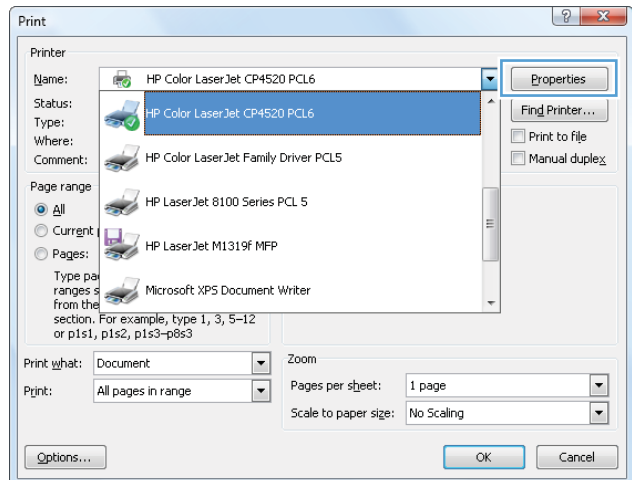 Print
Printer
Name: HP Color LaserJet CP4520 PCL6 Properties
Status: HP Color LaserJet CP4520 PCL6 Find Printer...
Type:
Where: Print to file
Comment: HP Color LaserJet Family Driver PCL5 Manual duplex
Page range
All HP LaserJet 8100 Series PCL 5
Current
Pages: HP LaserJet M1319f MFP
Type
ranges Microsoft XPS Document Writer
from the
section. For example, type 1, 3, 5–12
or p1s1, p1s2, p1s3–p8s3
Print what: Document Zoom
Print: All pages in range Pages per sheet: 1 page
Scale to paper size: No Scaling
Options... OK Cancel